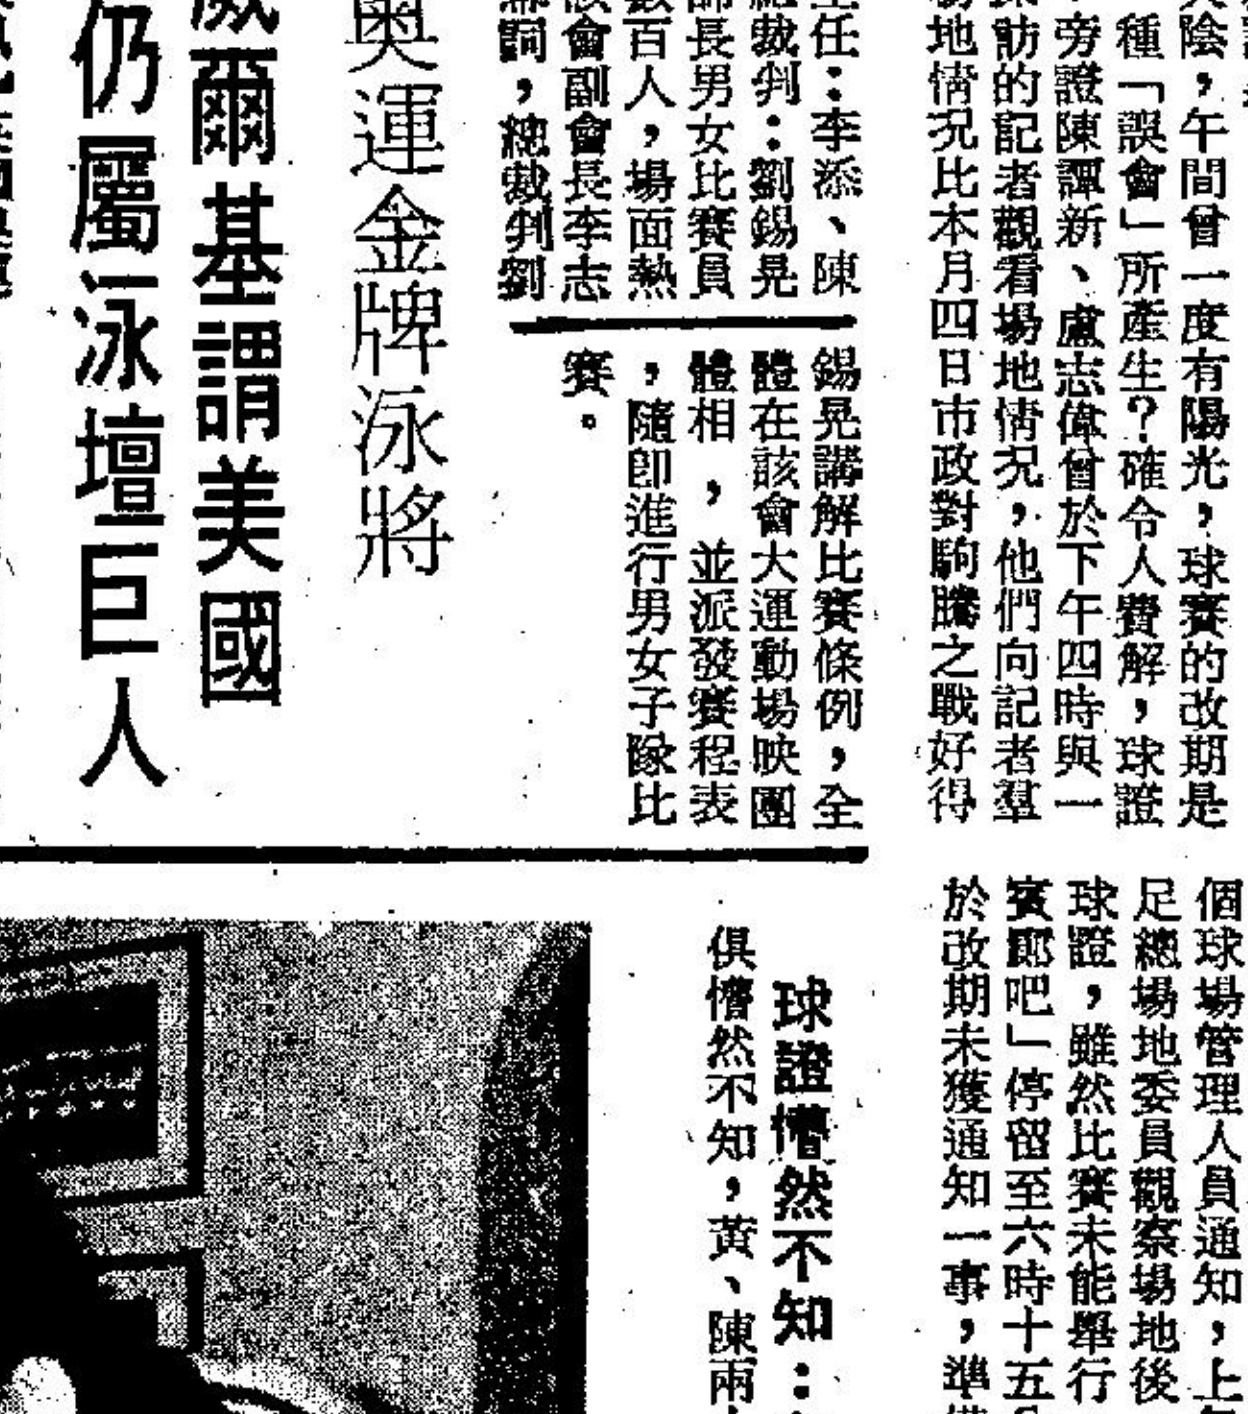 天陰，午間曾一度有陽光，球賽的改期是
種「誤會」所產生？確令人費解，球證
旁證陳譚新、盧志偉曾於下午四時與一
採訪的記者觀看場地情況，他們向記者羣
場地情況比本月四日市政對駒騰之戰好得
個球場管理人員通知，上
足總場地委員觀察場地後
球證，雖然比賽未能舉行
賓郎吧」停留至六時十五
於改期未獲通知一事，準備
球證懵然不知：
俱懵然不知，黃、陳兩
主任：李添、陳
總裁判：劉錫晃
師長男女比賽員
數百人，場面熱
該會副會長李志
詞，總裁判劉
錫晃講解比賽條例，全
體在該會大運動場映團
體相，並派發賽程表
，隨即進行男女子隊比
賽。
奧運金牌泳將
威爾基謂美國
仍屬泳壇巨人